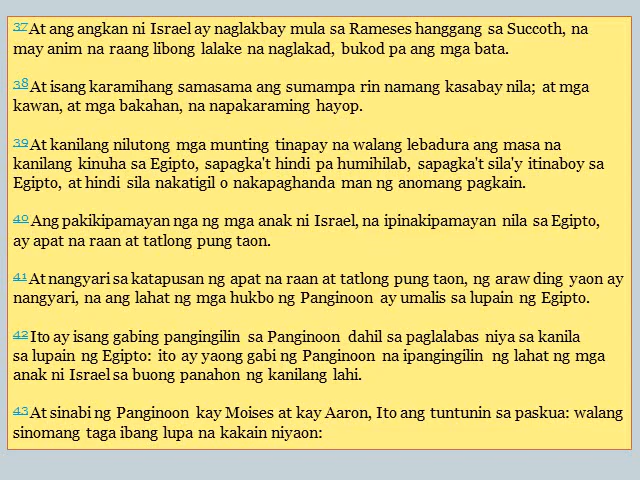 37At ang angkan ni Israel ay naglakbay mula sa Rameses hanggang sa Succoth, na
may anim na raang libong lalake na naglakad, bukod pa ang mga bata.
38At isang karamihang samasama ang sumampa rin namang kasabay nila; at mga
kawan, at mga bakahan, na napakaraming hayop.
39At kanilang nilutong mga munting tinapay na walang lebadura ang masa na
kanilang kinuha sa Egipto, sapagka't hindi pa humihilab, sapagka't sila'y itinaboy sa
Egipto, at hindi sila nakatigil o nakapaghanda man ng anomang pagkain.
40Ang pakikipamayan nga ng mga anak ni Israel, na ipinakipamayan nila sa Egipto,
ay apat na raan at tatlong pung taon.
41At nangyari sa katapusan ng apat na raan at tatlong pung taon, ng araw ding yaon ay
nangyari, na ang lahat ng mga hukbo ng Panginoon ay umalis sa lupain ng Egipto.
42Ito ay isang gabing pangingilin sa Panginoon dahil sa paglalabas niya sa kanila
sa lupain ng Egipto: ito ay yaong gabi ng Panginoon na ipangingilin ng lahat ng mga
anak ni Israel sa buong panahon ng kanilang lahi.
43At sinabi ng Panginoon kay Moises at kay Aaron, Ito ang tuntunin sa paskua: walang
sinomang taga ibang lupa na kakain niyaon: